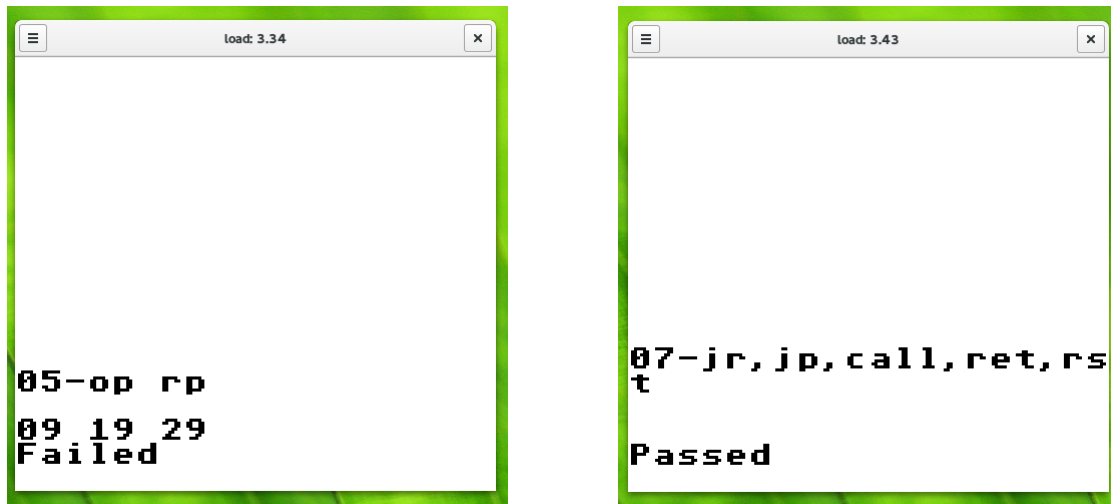 load: 3.34
05-op rp
09 19 29
Failed
load: 3.43
07-jr,jp,call,ret,rs
t
Passed